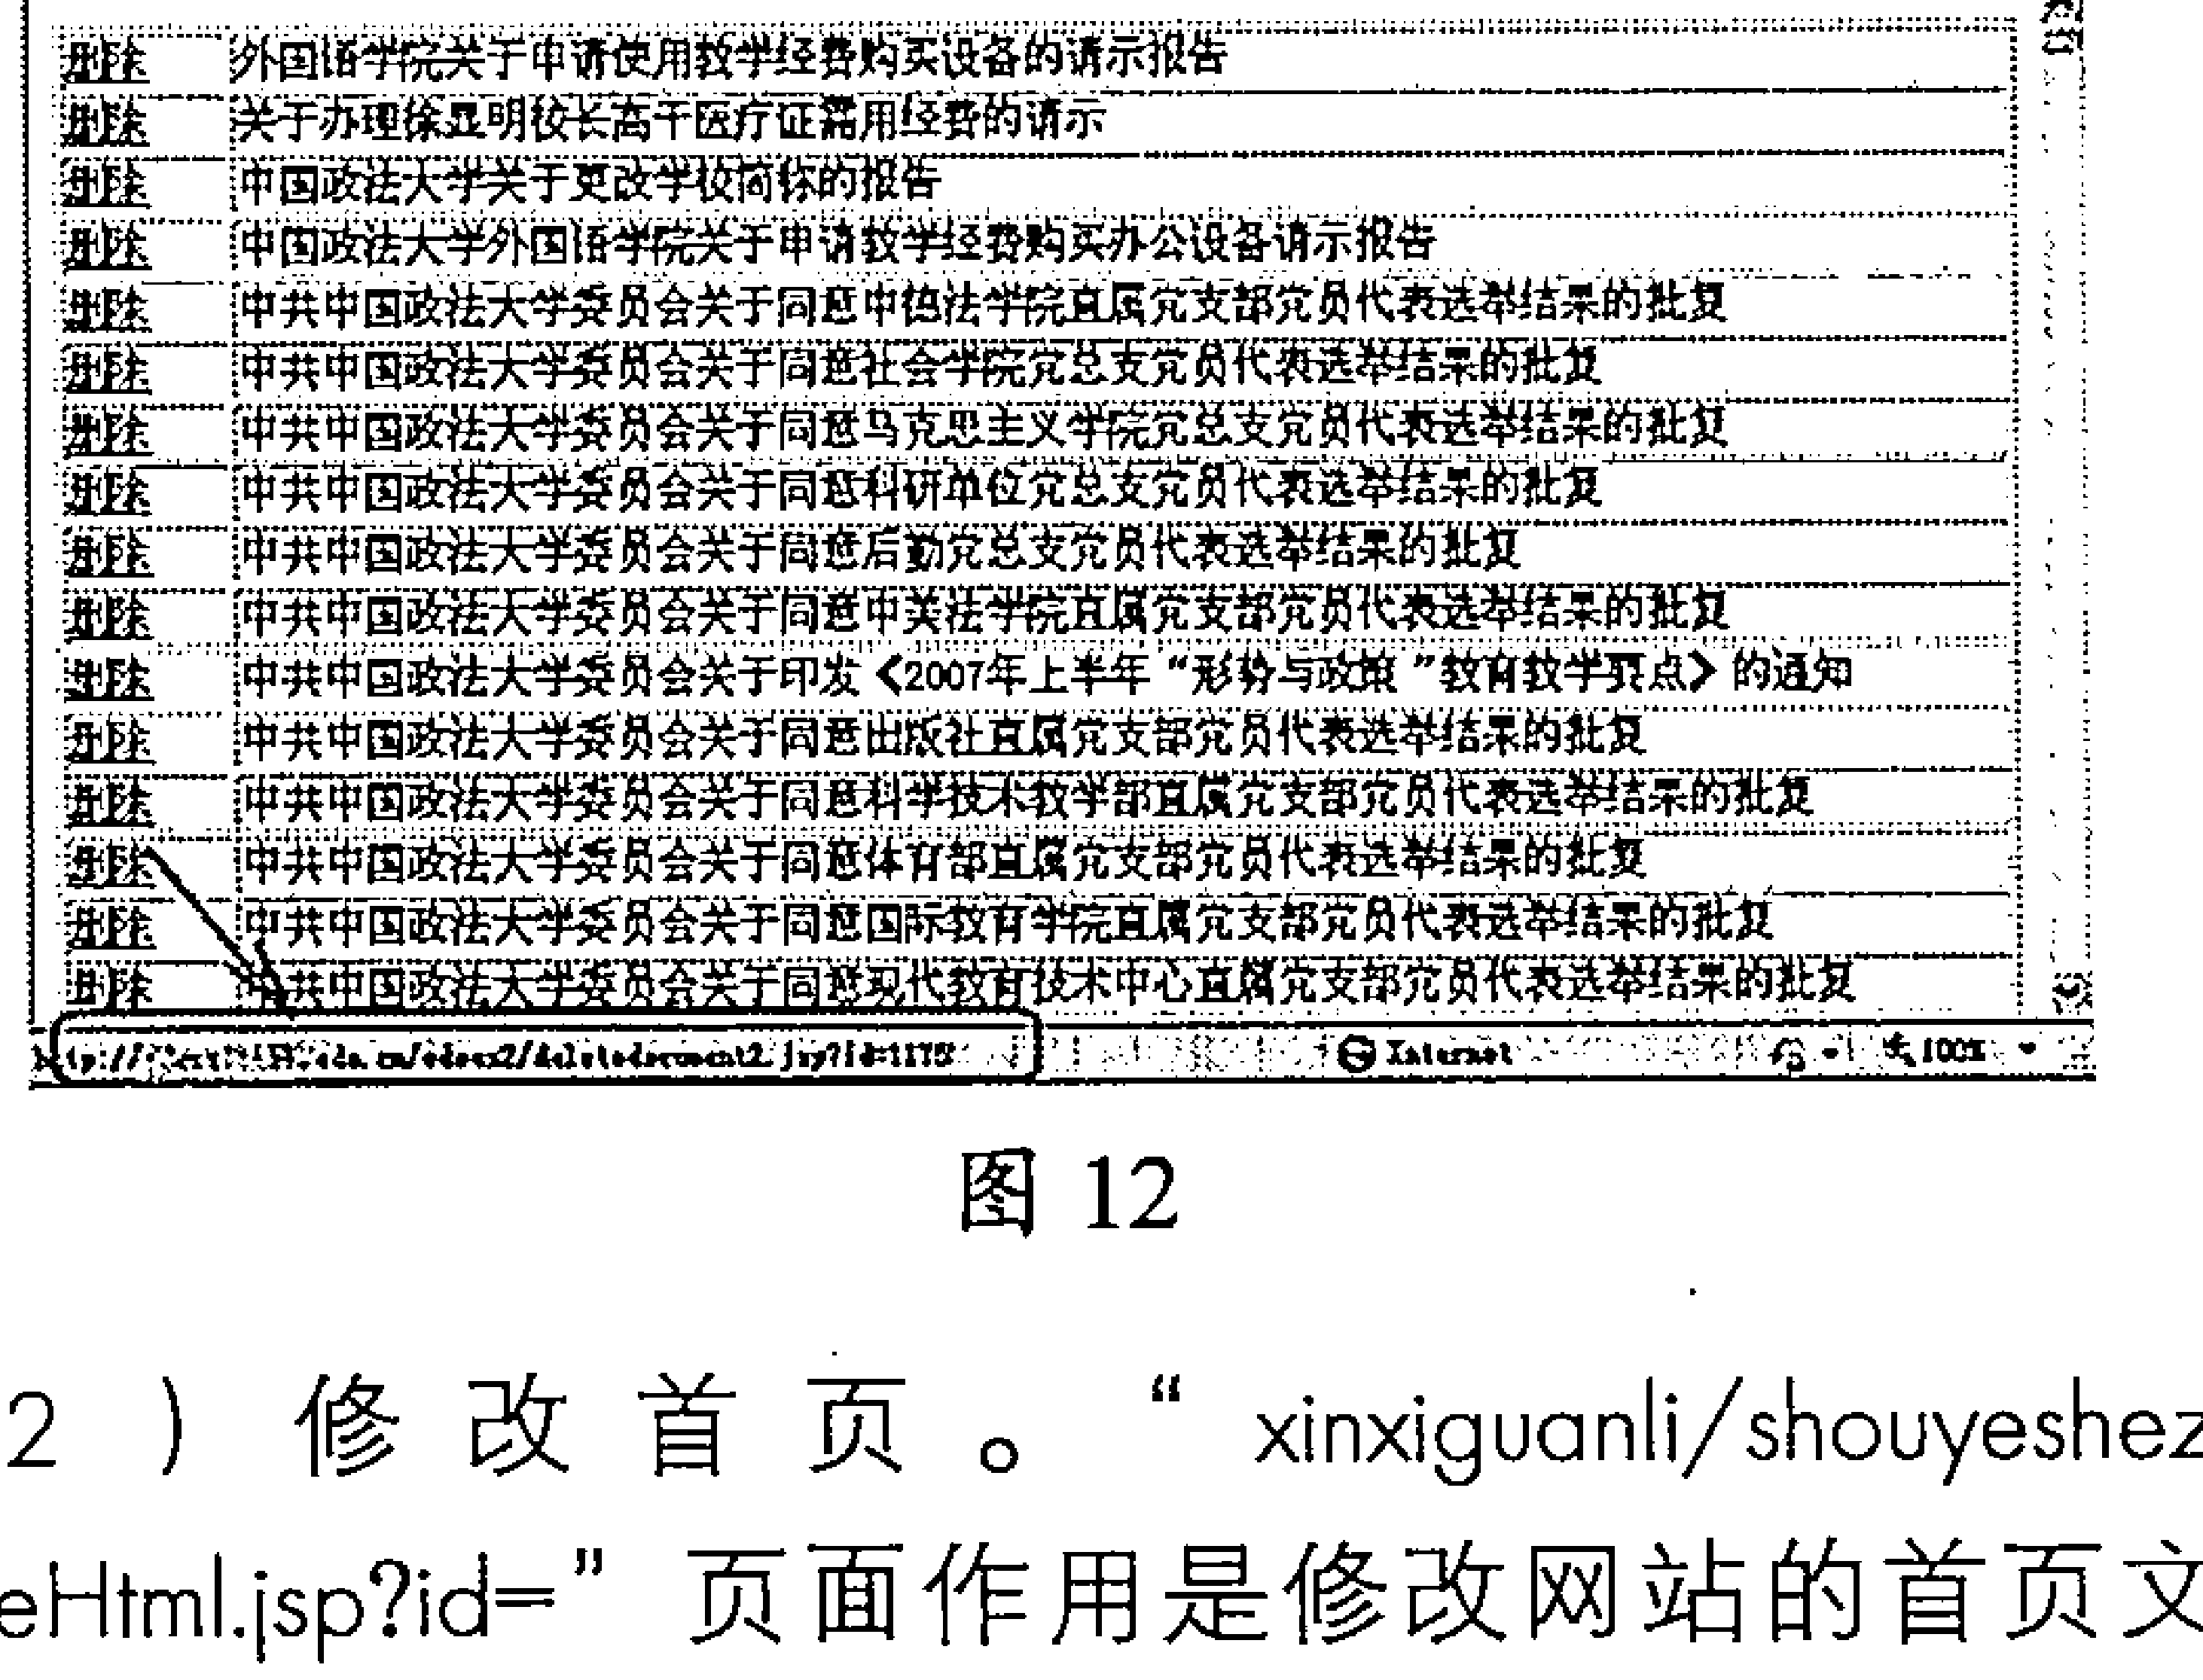 删除 外国语学院关于申请使用教学经费购买设备的请示报告
删除 关于办理徐显明校长高干医疗证需用经费的请示
删除 中国政法大学关于更改学校简称的报告
删除 中国政法大学外国语学院关于申请教学经费购买办公设备请示报告
删除 中共中国政法大学委员会关于同意中德法学院直属党支部党员代表选举结果的批复
删除 中共中国政法大学委员会关于同意社会学院党总支党员代表选举结果的批复
删除 中共中国政法大学委员会关于同意马克思主义学院党总支党员代表选举结果的批复
删除 中共中国政法大学委员会关于同意科研单位党总支党员代表选举结果的批复
删除 中共中国政法大学委员会关于同意后勤党总支党员代表选举结果的批复
删除 中共中国政法大学委员会关于同意中美法学院直属党支部党员代表选举结果的批复
删除 中共中国政法大学委员会关于印发《2007年上半年“形势与政策”教育教学要点》的通知
删除 中共中国政法大学委员会关于同意出版社直属党支部党员代表选举结果的批复
删除 中共中国政法大学委员会关于同意科学技术教学部直属党支部党员代表选举结果的批复
删除 中共中国政法大学委员会关于同意体育部直属党支部党员代表选举结果的批复
删除 中共中国政法大学委员会关于同意国际教育学院直属党支部党员代表选举结果的批复
删除 中共中国政法大学委员会关于同意现代教育技术中心直属党支部党员代表选举结果的批复
Internet 100%
图 12
2）修改首页。“xinxiguanli/shouyeshez
eHtml.jsp?id=”页面作用是修改网站的首页文